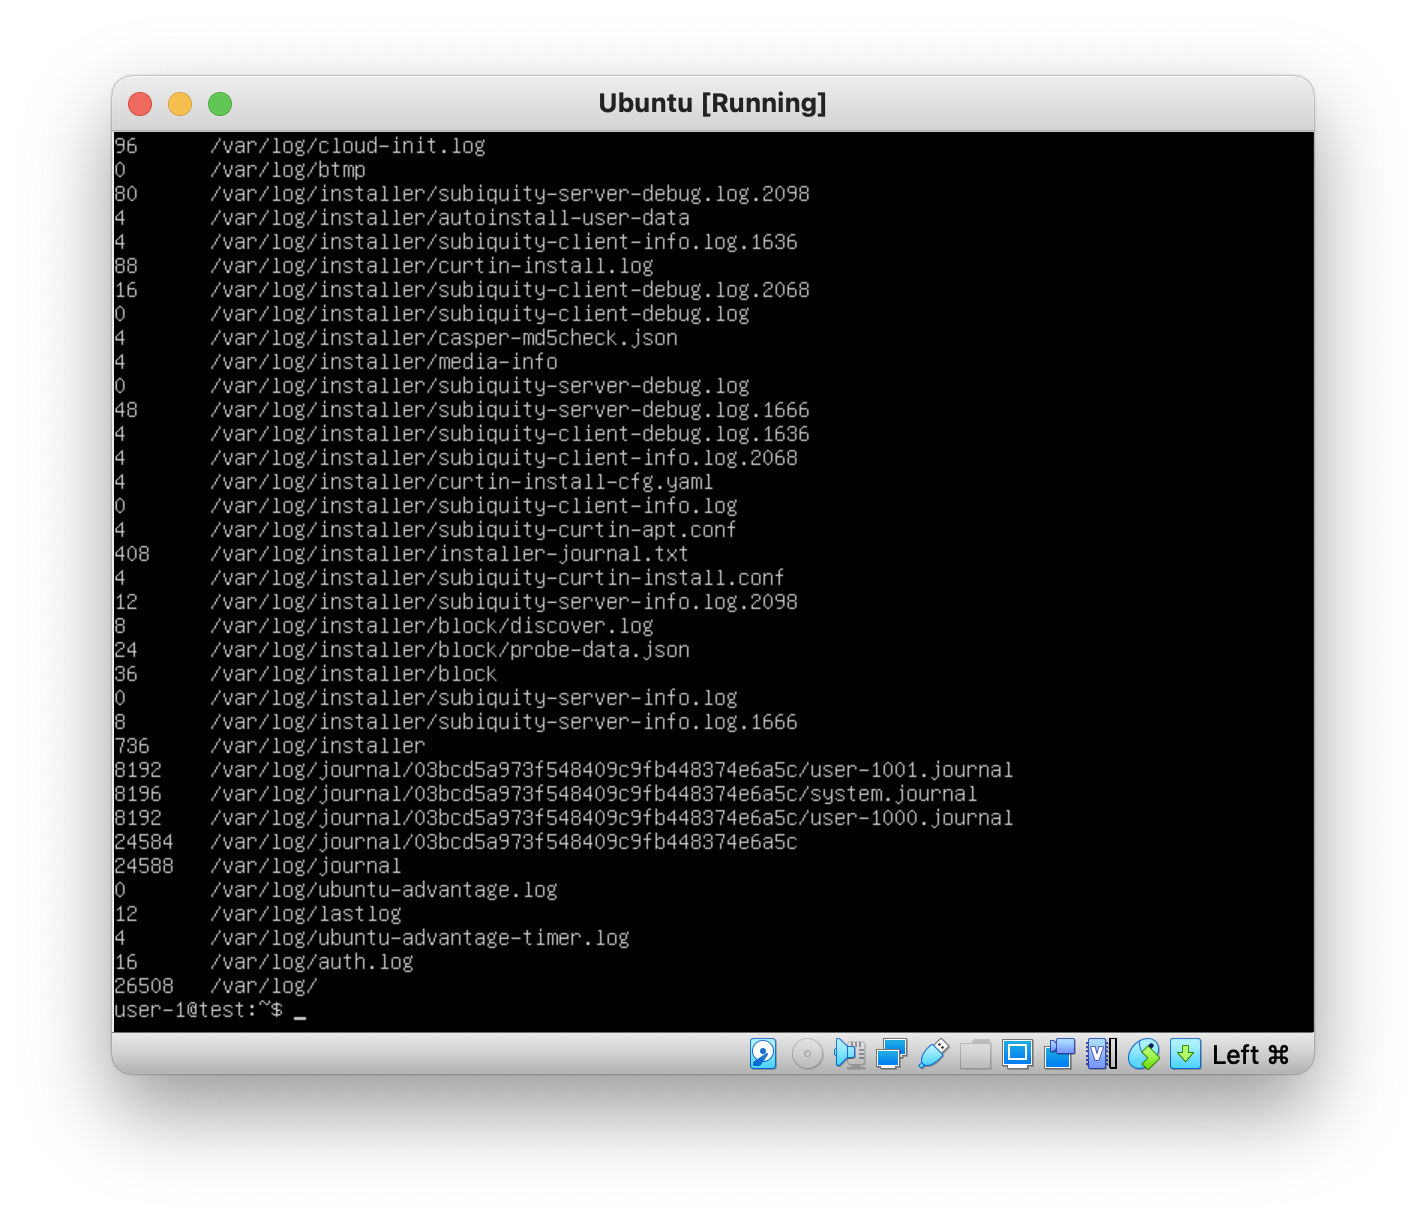 Ubuntu [Running]
96 /var/log/cloud-init.log
0 /var/log/btmp
80 /var/log/installer/subiquity-server-debug.log.2098
4 /var/log/installer/autoinstall-user-data
4 /var/log/installer/subiquity-client-info.log.1636
88 /var/log/installer/curtin-install.log
16 /var/log/installer/subiquity-client-debug.log.2068
0 /var/log/installer/subiquity-client-debug.log
4 /var/log/installer/casper-md5check.json
4 /var/log/installer/media-info
0 /var/log/installer/subiquity-server-debug.log
48 /var/log/installer/subiquity-server-debug.log.1666
4 /var/log/installer/subiquity-client-debug.log.1636
4 /var/log/installer/subiquity-client-info.log.2068
4 /var/log/installer/curtin-install-cfg.yaml
0 /var/log/installer/subiquity-client-info.log
4 /var/log/installer/subiquity-curtin-apt.conf
408 /var/log/installer/installer-journal.txt
4 /var/log/installer/subiquity-curtin-install.conf
12 /var/log/installer/subiquity-server-info.log.2098
8 /var/log/installer/block/discover.log
24 /var/log/installer/block/probe-data.json
36 /var/log/installer/block
0 /var/log/installer/subiquity-server-info.log
8 /var/log/installer/subiquity-server-info.log.1666
736 /var/log/installer
8192 /var/log/journal/03bcd5a973f548409c9fb448374e6a5c/user-1001.journal
8196 /var/log/journal/03bcd5a973f548409c9fb448374e6a5c/system.journal
8192 /var/log/journal/03bcd5a973f548409c9fb448374e6a5c/user-1000.journal
24584 /var/log/journal/03bcd5a973f548409c9fb448374e6a5c
24588 /var/log/journal
0 /var/log/ubuntu-advantage.log
12 /var/log/lastlog
4 /var/log/ubuntu-advantage-timer.log
16 /var/log/auth.log
26508 /var/log/
user-1@test:~$ _
Left ⌘